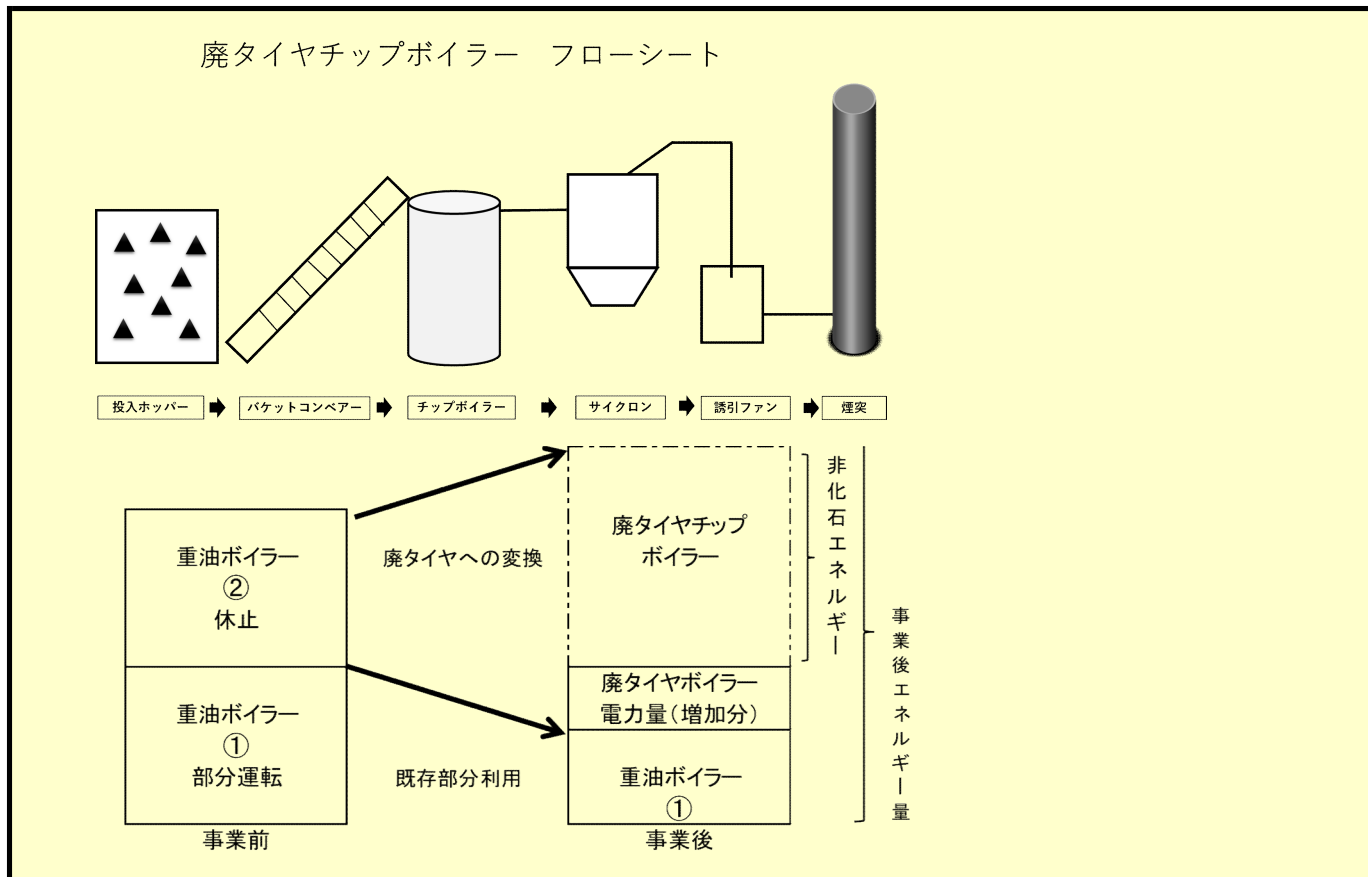 廃タイヤチップボイラー　フローシート
投入ホッパー
バケットコンベアー
チップボイラー
サイクロン
誘引ファン
煙突
重油ボイラー
②
休止
重油ボイラー
①
部分運転
事業前
廃タイヤへの変換
既存部分利用
廃タイヤチップ
ボイラー
廃タイヤボイラー
電力量（増加分）
重油ボイラー
①
事業後
非化石エネルギー
事業後エネルギー量